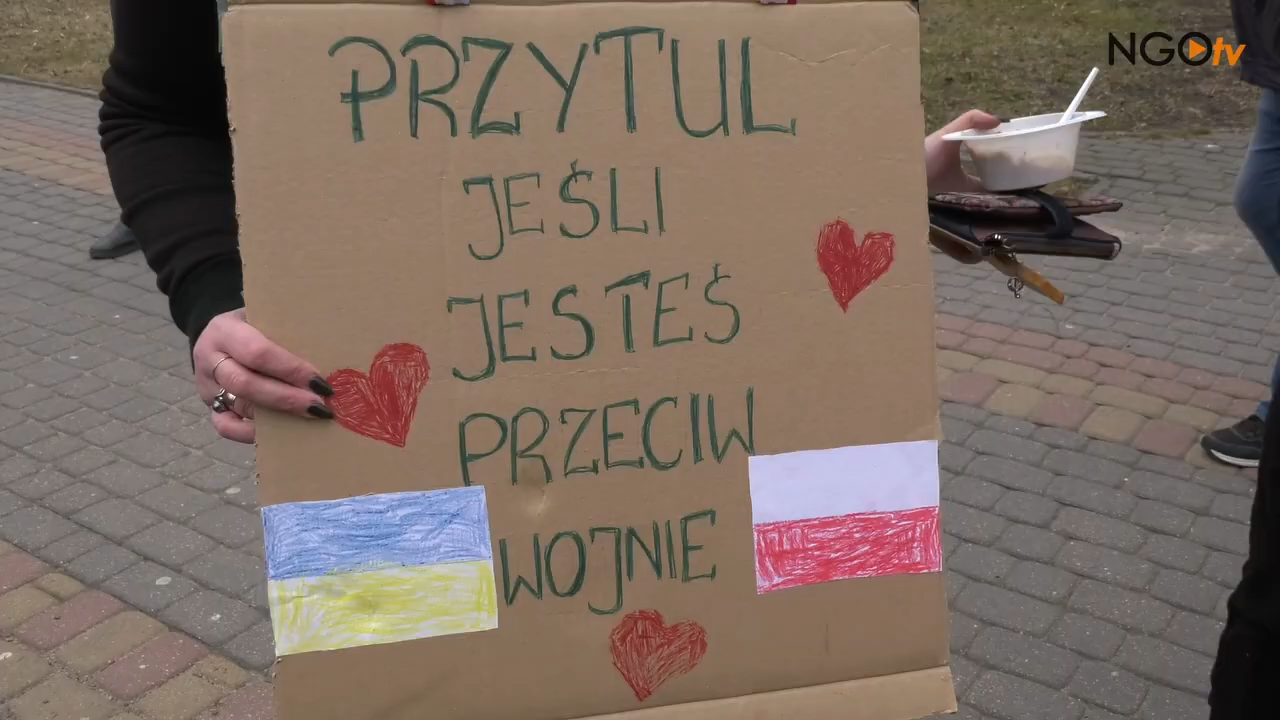 NGOtv
PRZYTUL
JEŚLI
JESTEŚ
PRZECIW
WOJNIE